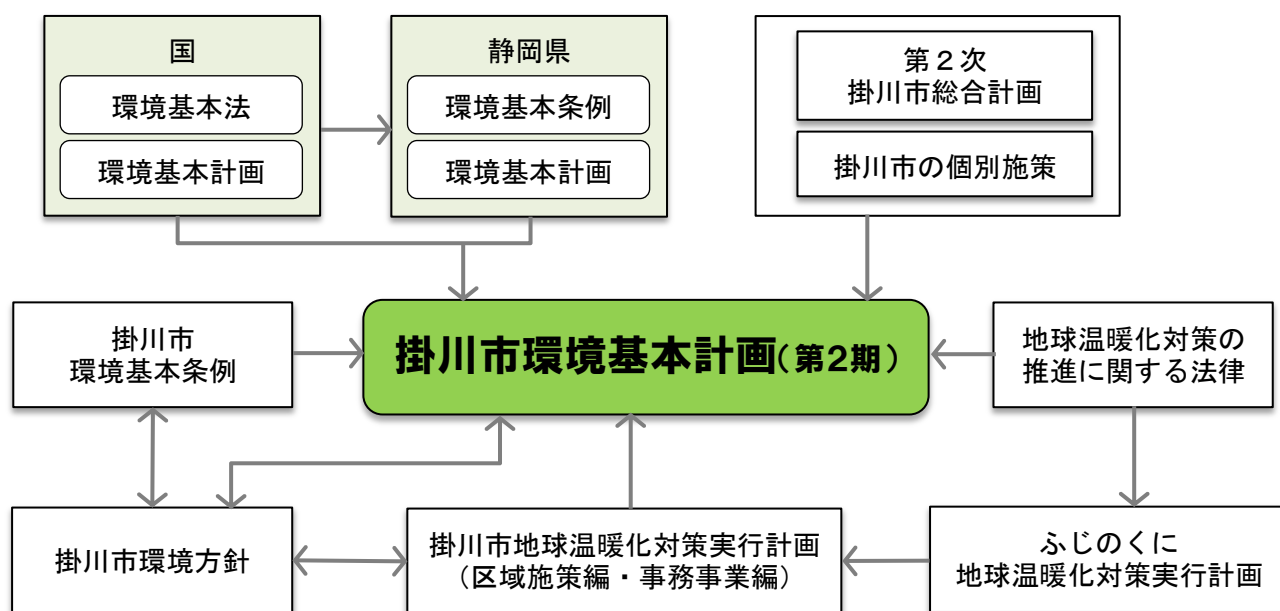 国
環境基本法
環境基本計画
静岡県
環境基本条例
環境基本計画
第２次
掛川市総合計画
掛川市の個別施策
掛川市
環境基本条例
掛川市環境基本計画（第2期）
地球温暖化対策の
推進に関する法律
掛川市環境方針
掛川市地球温暖化対策実行計画
（区域施策編・事務事業編）
ふじのくに
地球温暖化対策実行計画